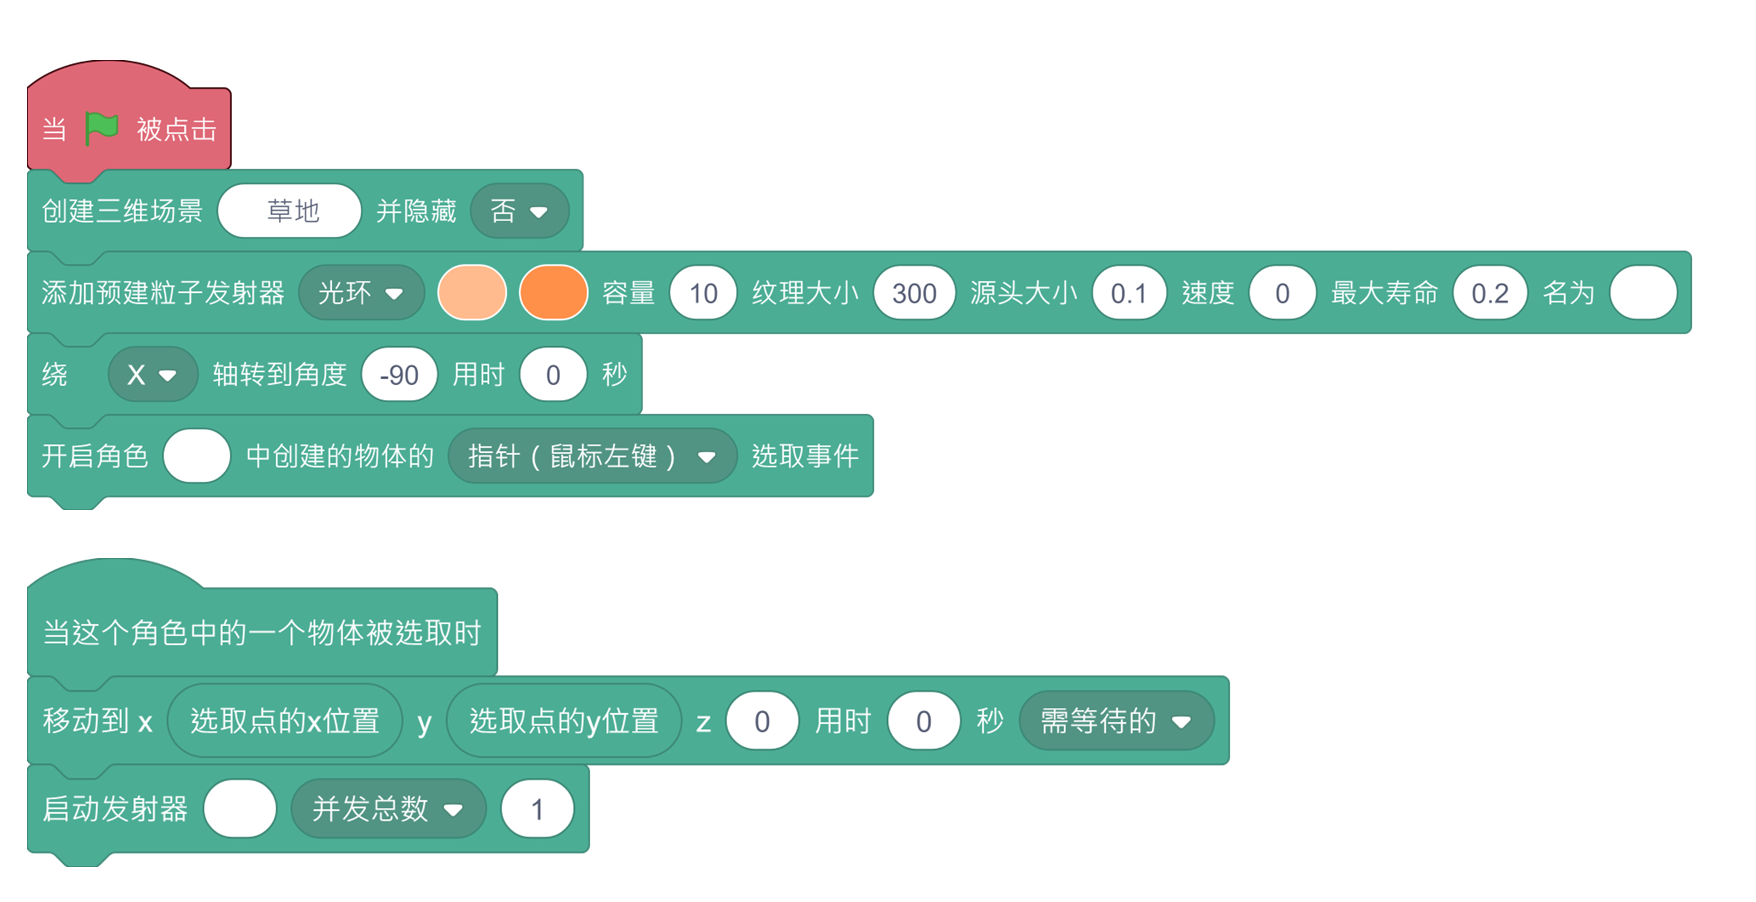 当 被点击
创建三维场景 草地 并隐藏 否
添加预建粒子发射器 光环 容量 10 纹理大小 300 源头大小 0.1 速度 0 最大寿命 0.2 名为
绕 X 轴转到角度 -90 用时 0 秒
开启角色 中创建的物体的 指针（鼠标左键） 选取事件
当这个角色中的一个物体被选取时
移动到 x 选取点的x位置 y 选取点的y位置 z 0 用时 0 秒 需等待的
启动发射器 并发总数 1